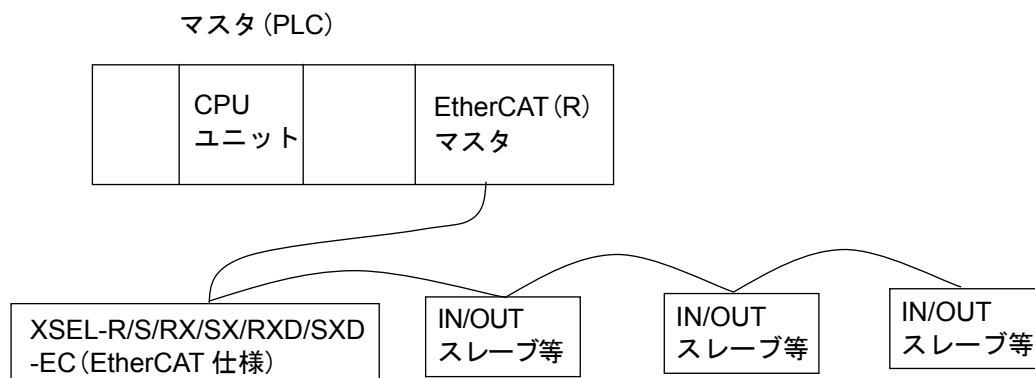 マスタ(PLC)
CPU
ユニット
EtherCAT(R)
マスタ
XSEL-R/S/RX/SX/RXD/SXD
-EC(EtherCAT 仕様)
IN/OUT
スレーブ等
IN/OUT
スレーブ等
IN/OUT
スレーブ等